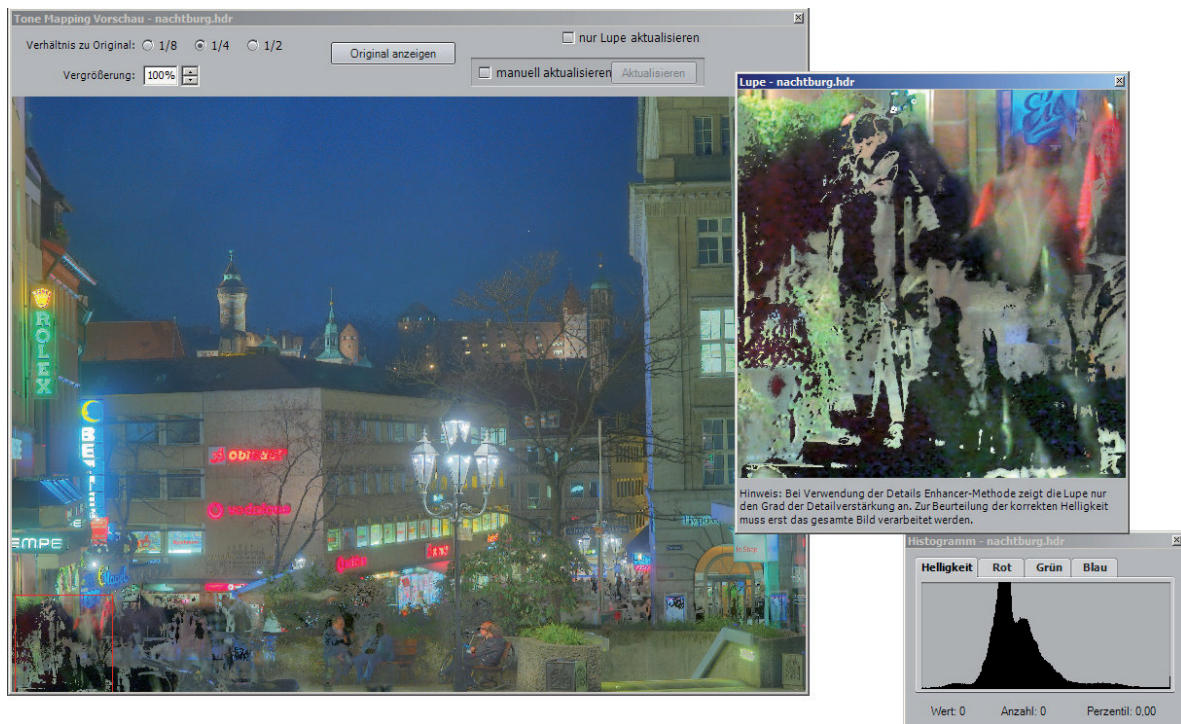 Tone Mapping Vorschau - nachtburg.hdr
Verhältnis zu Original: 1/8 1/4 1/2
Original anzeigen
nur Lupe aktualisieren
Vergrößerung: 100%
manuell aktualisieren Aktualisieren
ROLEX
EMPE
vodafone
Lupe - nachtburg.hdr
Eis
Hinweis: Bei Verwendung der Details Enhancer-Methode zeigt die Lupe nur
den Grad der Detailverstärkung an. Zur Beurteilung der korrekten Helligkeit
muss erst das gesamte Bild verarbeitet werden.
Histogramm - nachtburg.hdr
Helligkeit Rot Grün Blau
Wert: 0 Anzahl: 0 Perzentil: 0,00